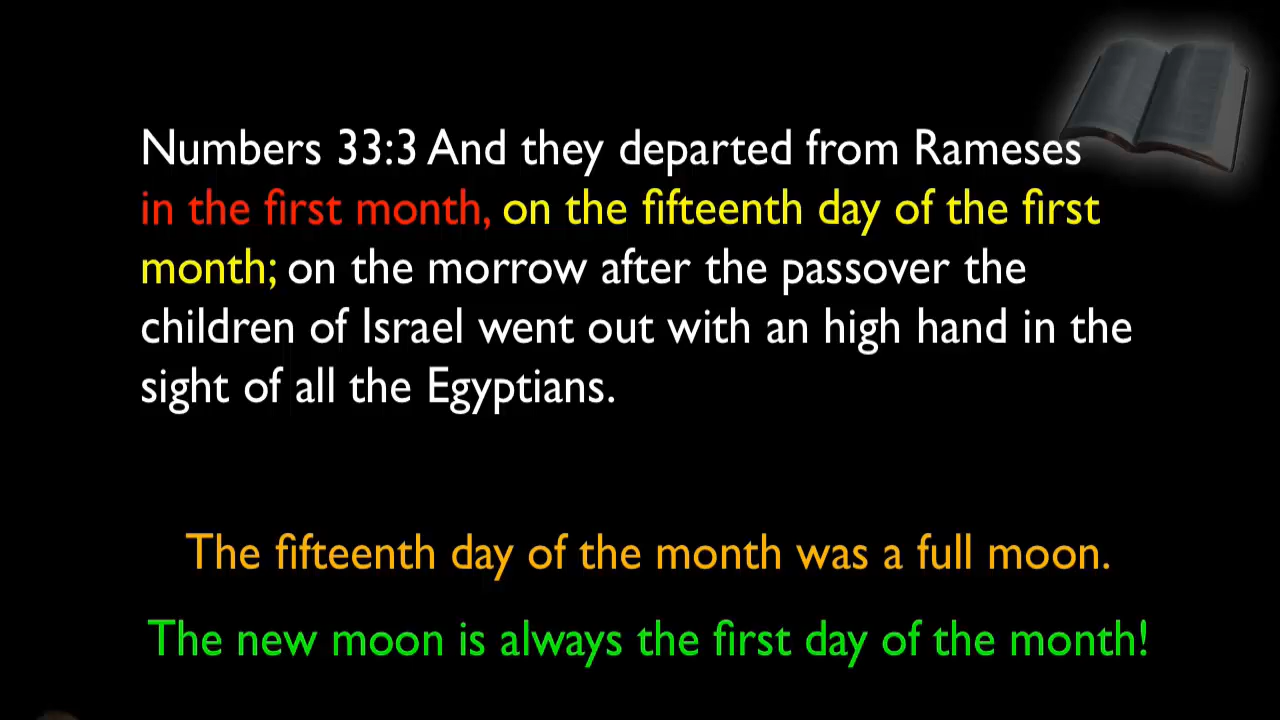 Numbers 33:3 And they departed from Rameses
in the first month, on the fifteenth day of the first
month; on the morrow after the passover the
children of Israel went out with an high hand in the
sight of all the Egyptians.
The fifteenth day of the month was a full moon.
The new moon is always the first day of the month!